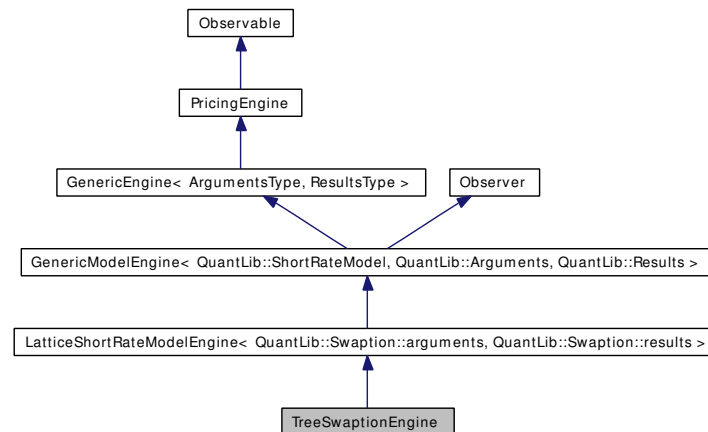 Observable
PricingEngine
GenericEngine< ArgumentsType, ResultsType >
Observer
GenericModelEngine< QuantLib::ShortRateModel, QuantLib::Arguments, QuantLib::Results >
LatticeShortRateModelEngine< QuantLib::Swaption::arguments, QuantLib::Swaption::results >
TreeSwaptionEngine